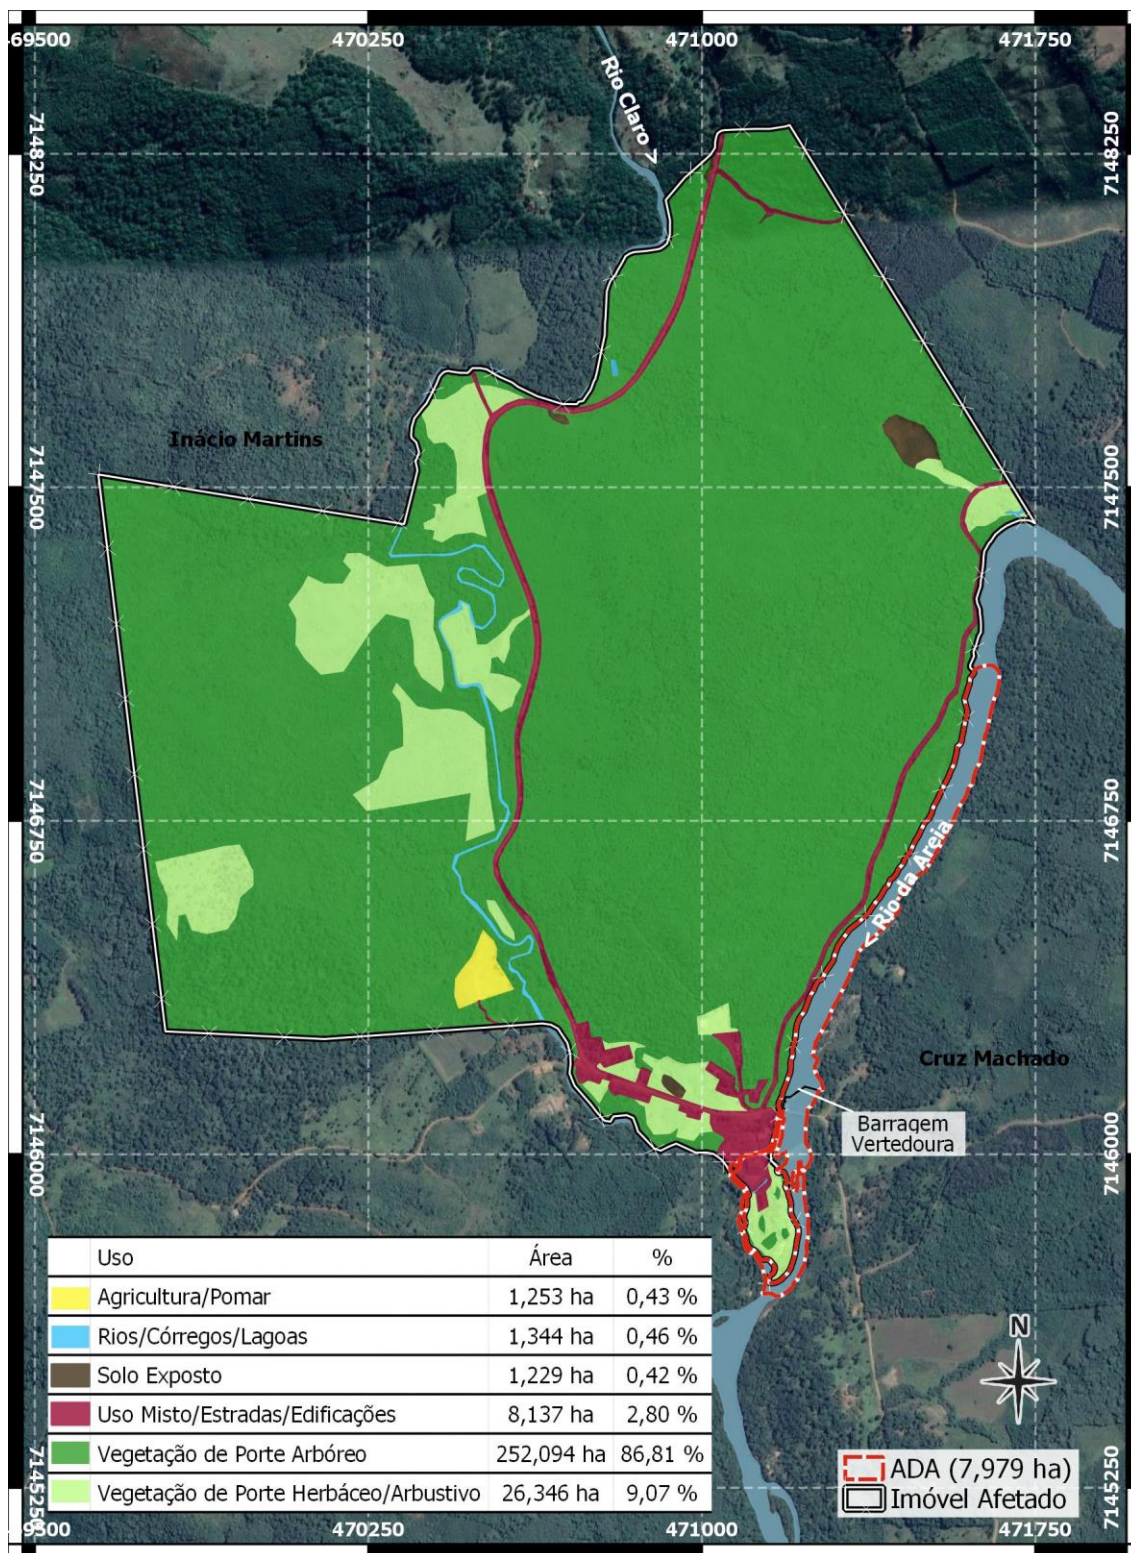 469500 470250 471000 471750
Rio Claro >
7148250 7148250
Inácio Martins
7147500 7147500
7146750 7146750
< Rio da Areia
Cruz Machado
Barragem
Vertedoura
7146000 7146000
Uso Área %
Agricultura/Pomar 1,253 ha 0,43 %
Rios/Córregos/Lagoas 1,344 ha 0,46 %
Solo Exposto 1,229 ha 0,42 %
Uso Misto/Estradas/Edificações 8,137 ha 2,80 %
Vegetação de Porte Arbóreo 252,094 ha 86,81 %
Vegetação de Porte Herbáceo/Arbustivo 26,346 ha 9,07 %
N
ADA (7,979 ha)
Imóvel Afetado
7145250 7145250
469500 470250 471000 471750